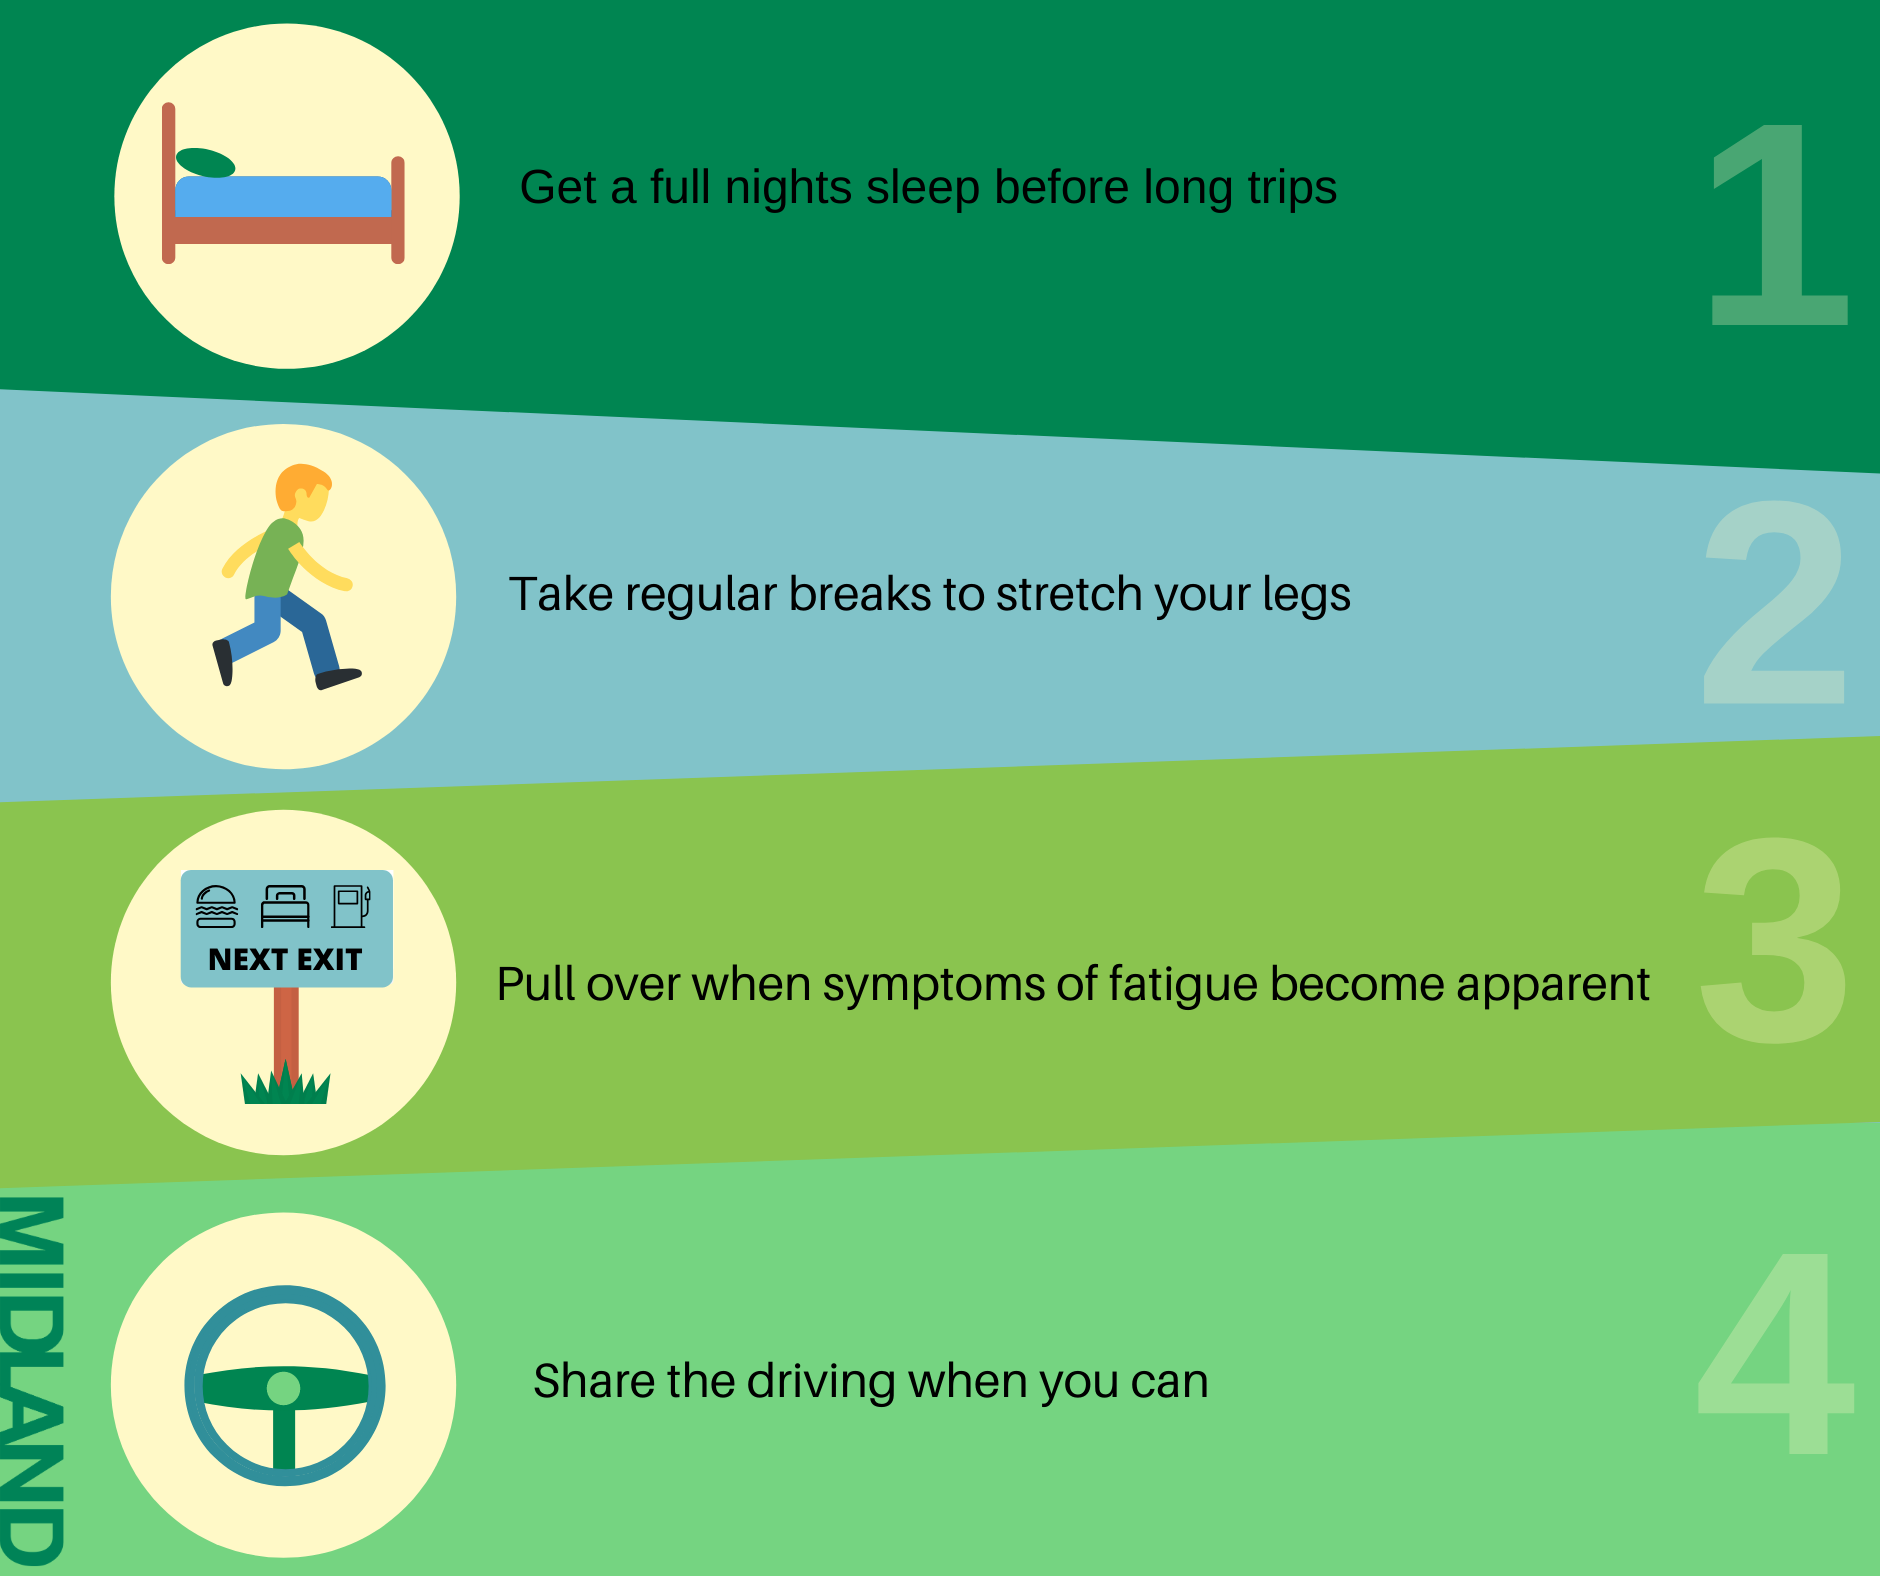 Get a full nights sleep before long trips
1
Take regular breaks to stretch your legs
2
NEXT EXIT
Pull over when symptoms of fatigue become apparent
3
Share the driving when you can
4
MIDLAND